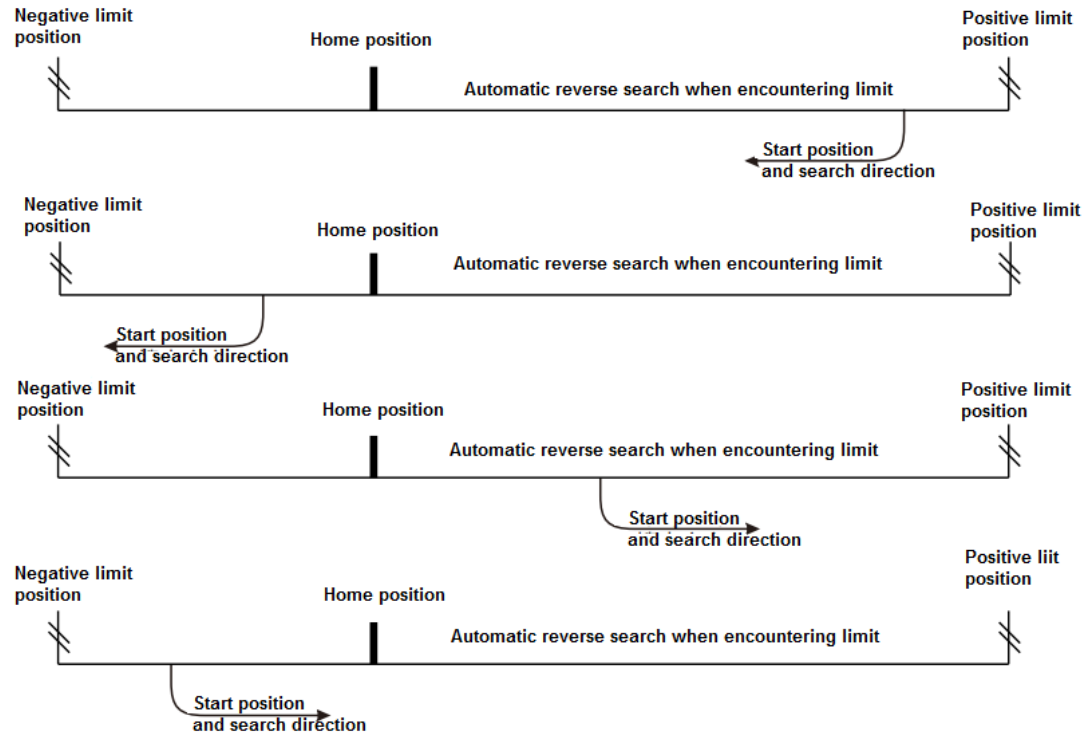 Negative limit
position
Home position
Positive limit
position
Automatic reverse search when encountering limit
Start position
and search direction
Negative limit
position
Home position
Positive limit
position
Automatic reverse search when encountering limit
Start position
and search direction
Negative limit
position
Home position
Positive limit
position
Automatic reverse search when encountering limit
Start position
and search direction
Negative limit
position
Home position
Positive liit
position
Automatic reverse search when encountering limit
Start position
and search direction